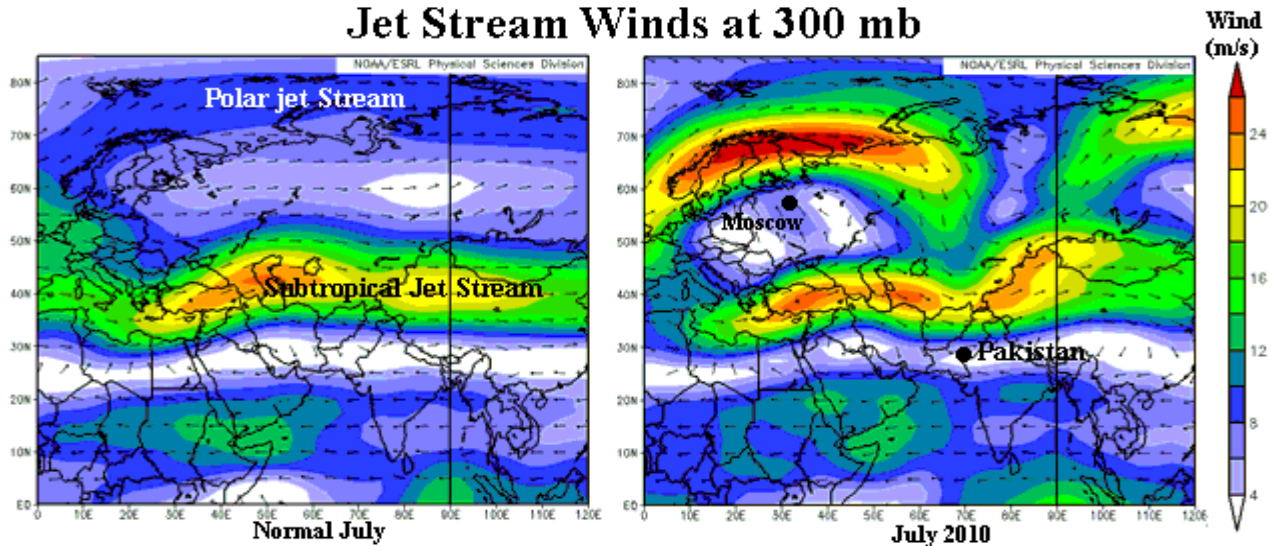 Jet Stream Winds at 300 mb
Wind
(m/s)
NOAA/ESRL Physical Sciences Division
NOAA/ESRL Physical Sciences Division
80N
70N
60N
50N
40N
30N
20N
10N
EQ
Polar jet Stream
Subtropical Jet Stream
0 10E 20E 30E 40E 50E 60E 70E 80E 90E 100E 110E 120E
Normal July
80N
70N
60N
50N
40N
30N
20N
10N
EQ
Moscow
Pakistan
0 10E 20E 30E 40E 50E 60E 70E 80E 90E 100E 110E 120E
July 2010
24
20
16
12
8
4